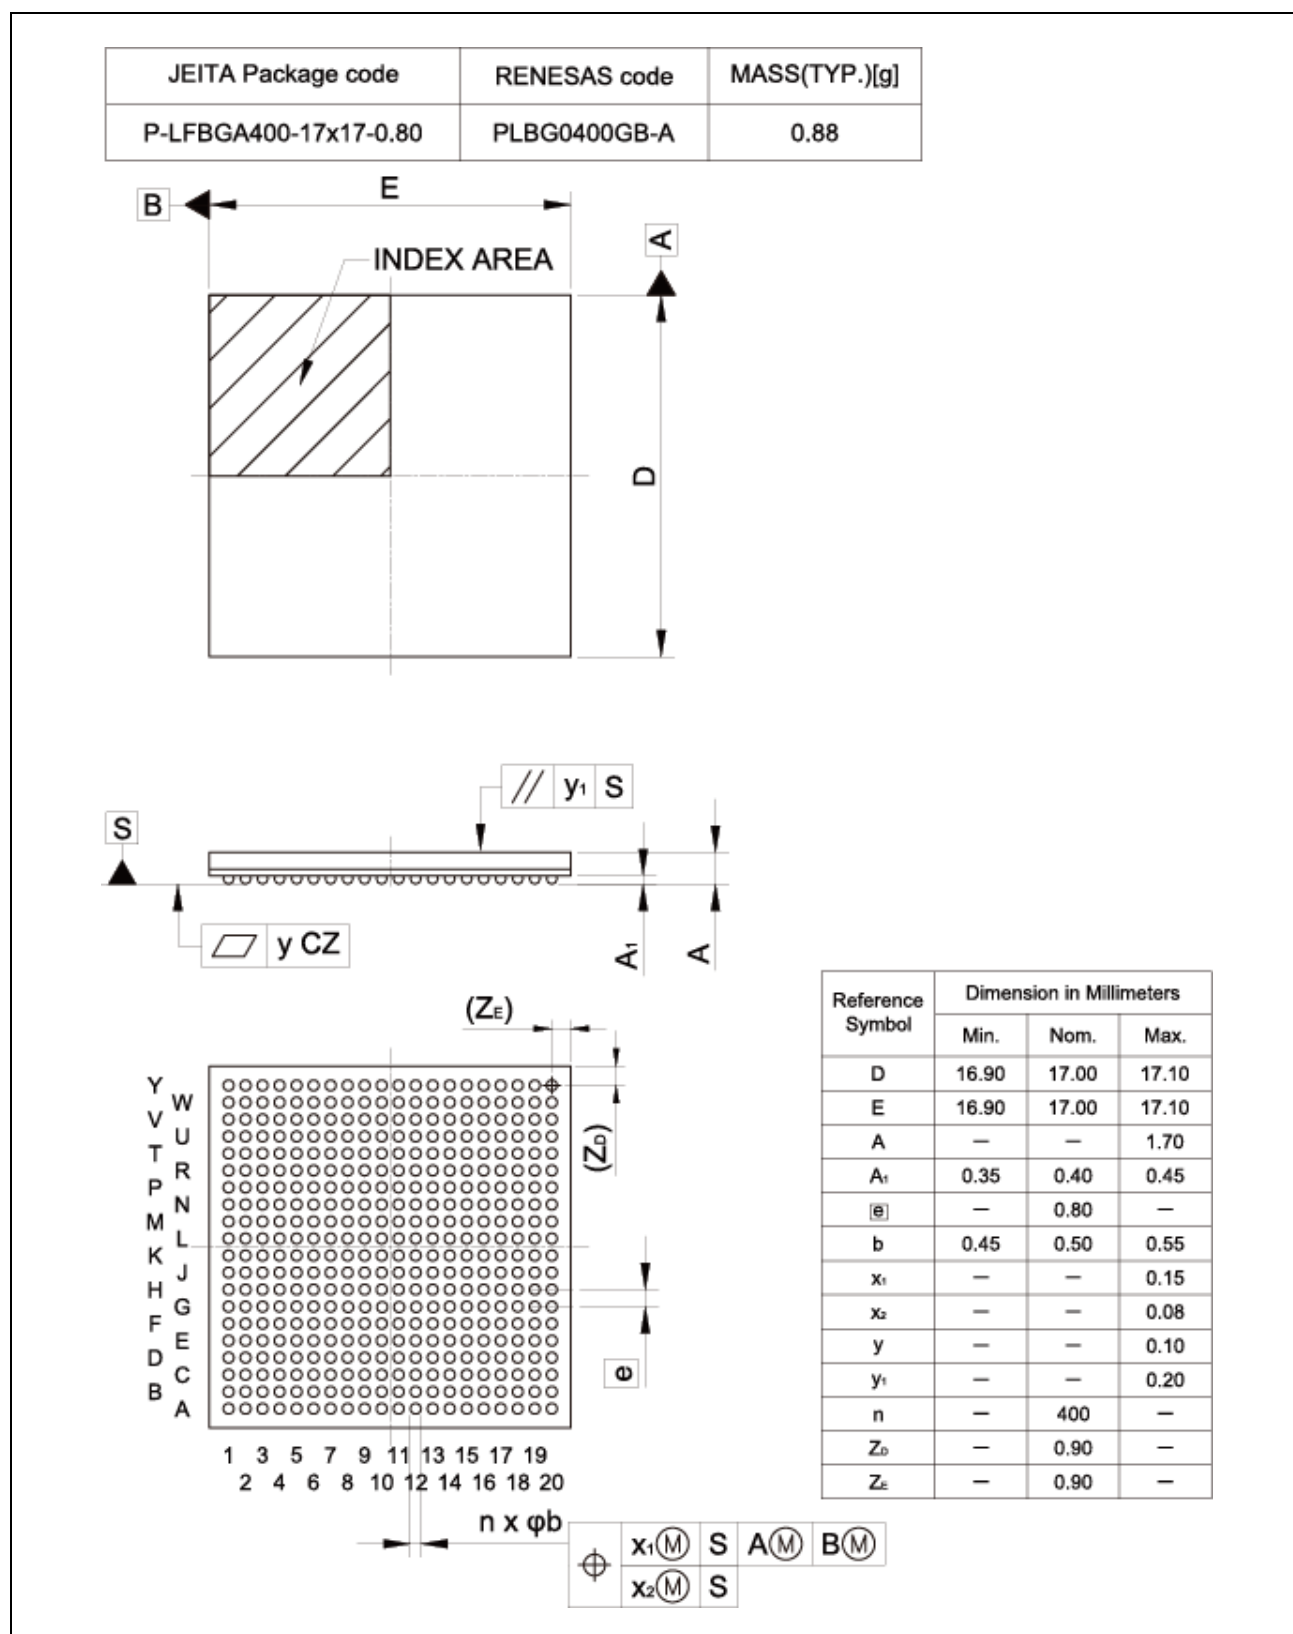 JEITA Package code RENESAS code MASS(TYP.)[g]
P-LFBGA400-17x17-0.80 PLBG0400GB-A 0.88
B E
A
INDEX AREA
D
// y1 S
S
y CZ
A1 A
(ZE)
(ZD)
Y
W
V
U
T
R
P
N
M
L
K
J
H
G
F
E
D
C
B
A
e
1 3 5 7 9 11 13 15 17 19
2 4 6 8 10 12 14 16 18 20
n x φb
x1 Ⓜ S A Ⓜ B Ⓜ
x2 Ⓜ S
Reference Symbol Dimension in Millimeters
Min. Nom. Max.
D 16.90 17.00 17.10
E 16.90 17.00 17.10
A — — 1.70
A1 0.35 0.40 0.45
e — 0.80 —
b 0.45 0.50 0.55
x1 — — 0.15
x2 — — 0.08
y — — 0.10
y1 — — 0.20
n — 400 —
ZD — 0.90 —
ZE — 0.90 —